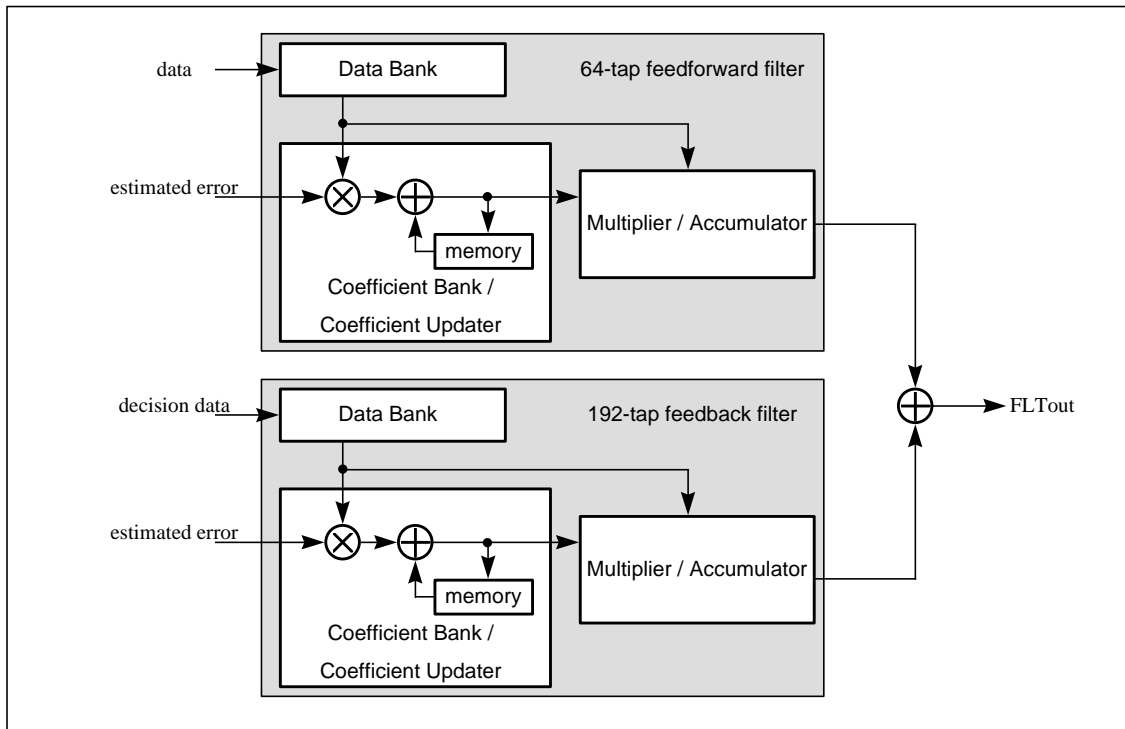 data
Data Bank
64-tap feedforward filter
estimated error
memory
Coefficient Bank /
Coefficient Updater
Multiplier / Accumulator
decision data
Data Bank
192-tap feedback filter
FLTout
estimated error
memory
Coefficient Bank /
Coefficient Updater
Multiplier / Accumulator